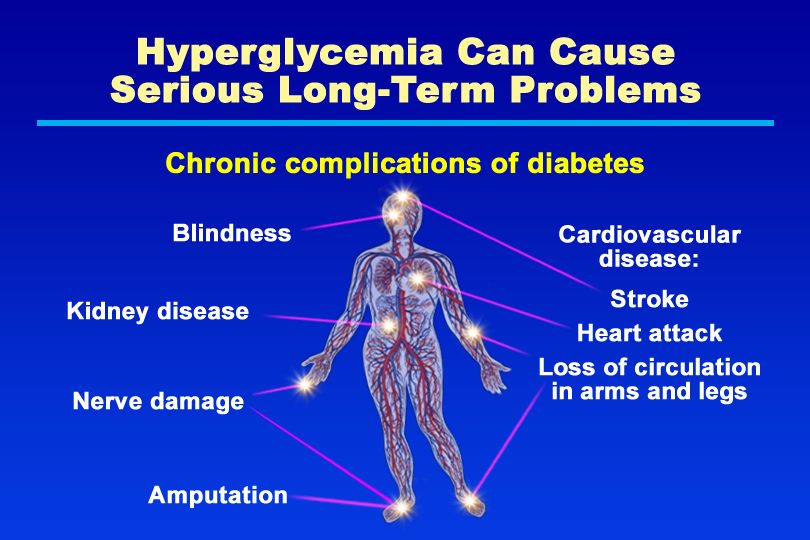 Hyperglycemia Can Cause
Serious Long-Term Problems
Chronic complications of diabetes
Blindness
Kidney disease
Nerve damage
Amputation
Cardiovascular
disease:
Stroke
Heart attack
Loss of circulation
in arms and legs